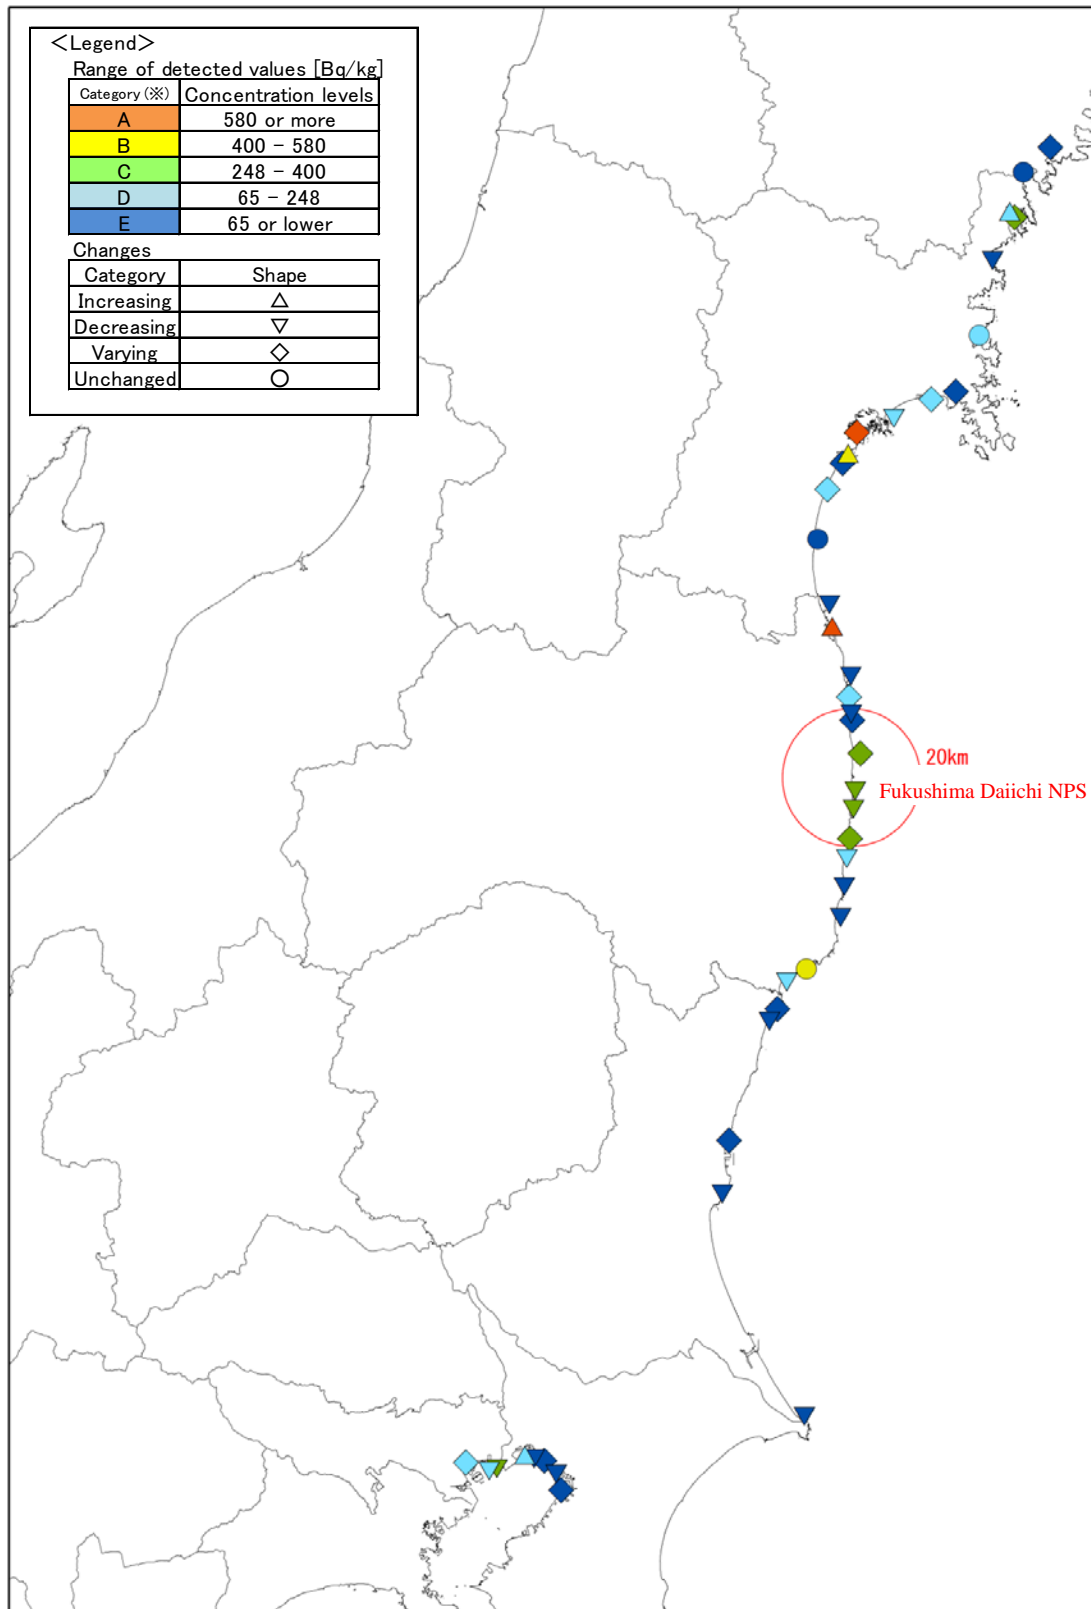 <Legend>
Range of detected values [Bq/kg]
Category(※) Concentration levels
A 580 or more
B 400 - 580
C 248 - 400
D 65 - 248
E 65 or lower
Changes
Category Shape
Increasing △
Decreasing ▽
Varying ◇
Unchanged ○
20km
Fukushima Daiichi NPS